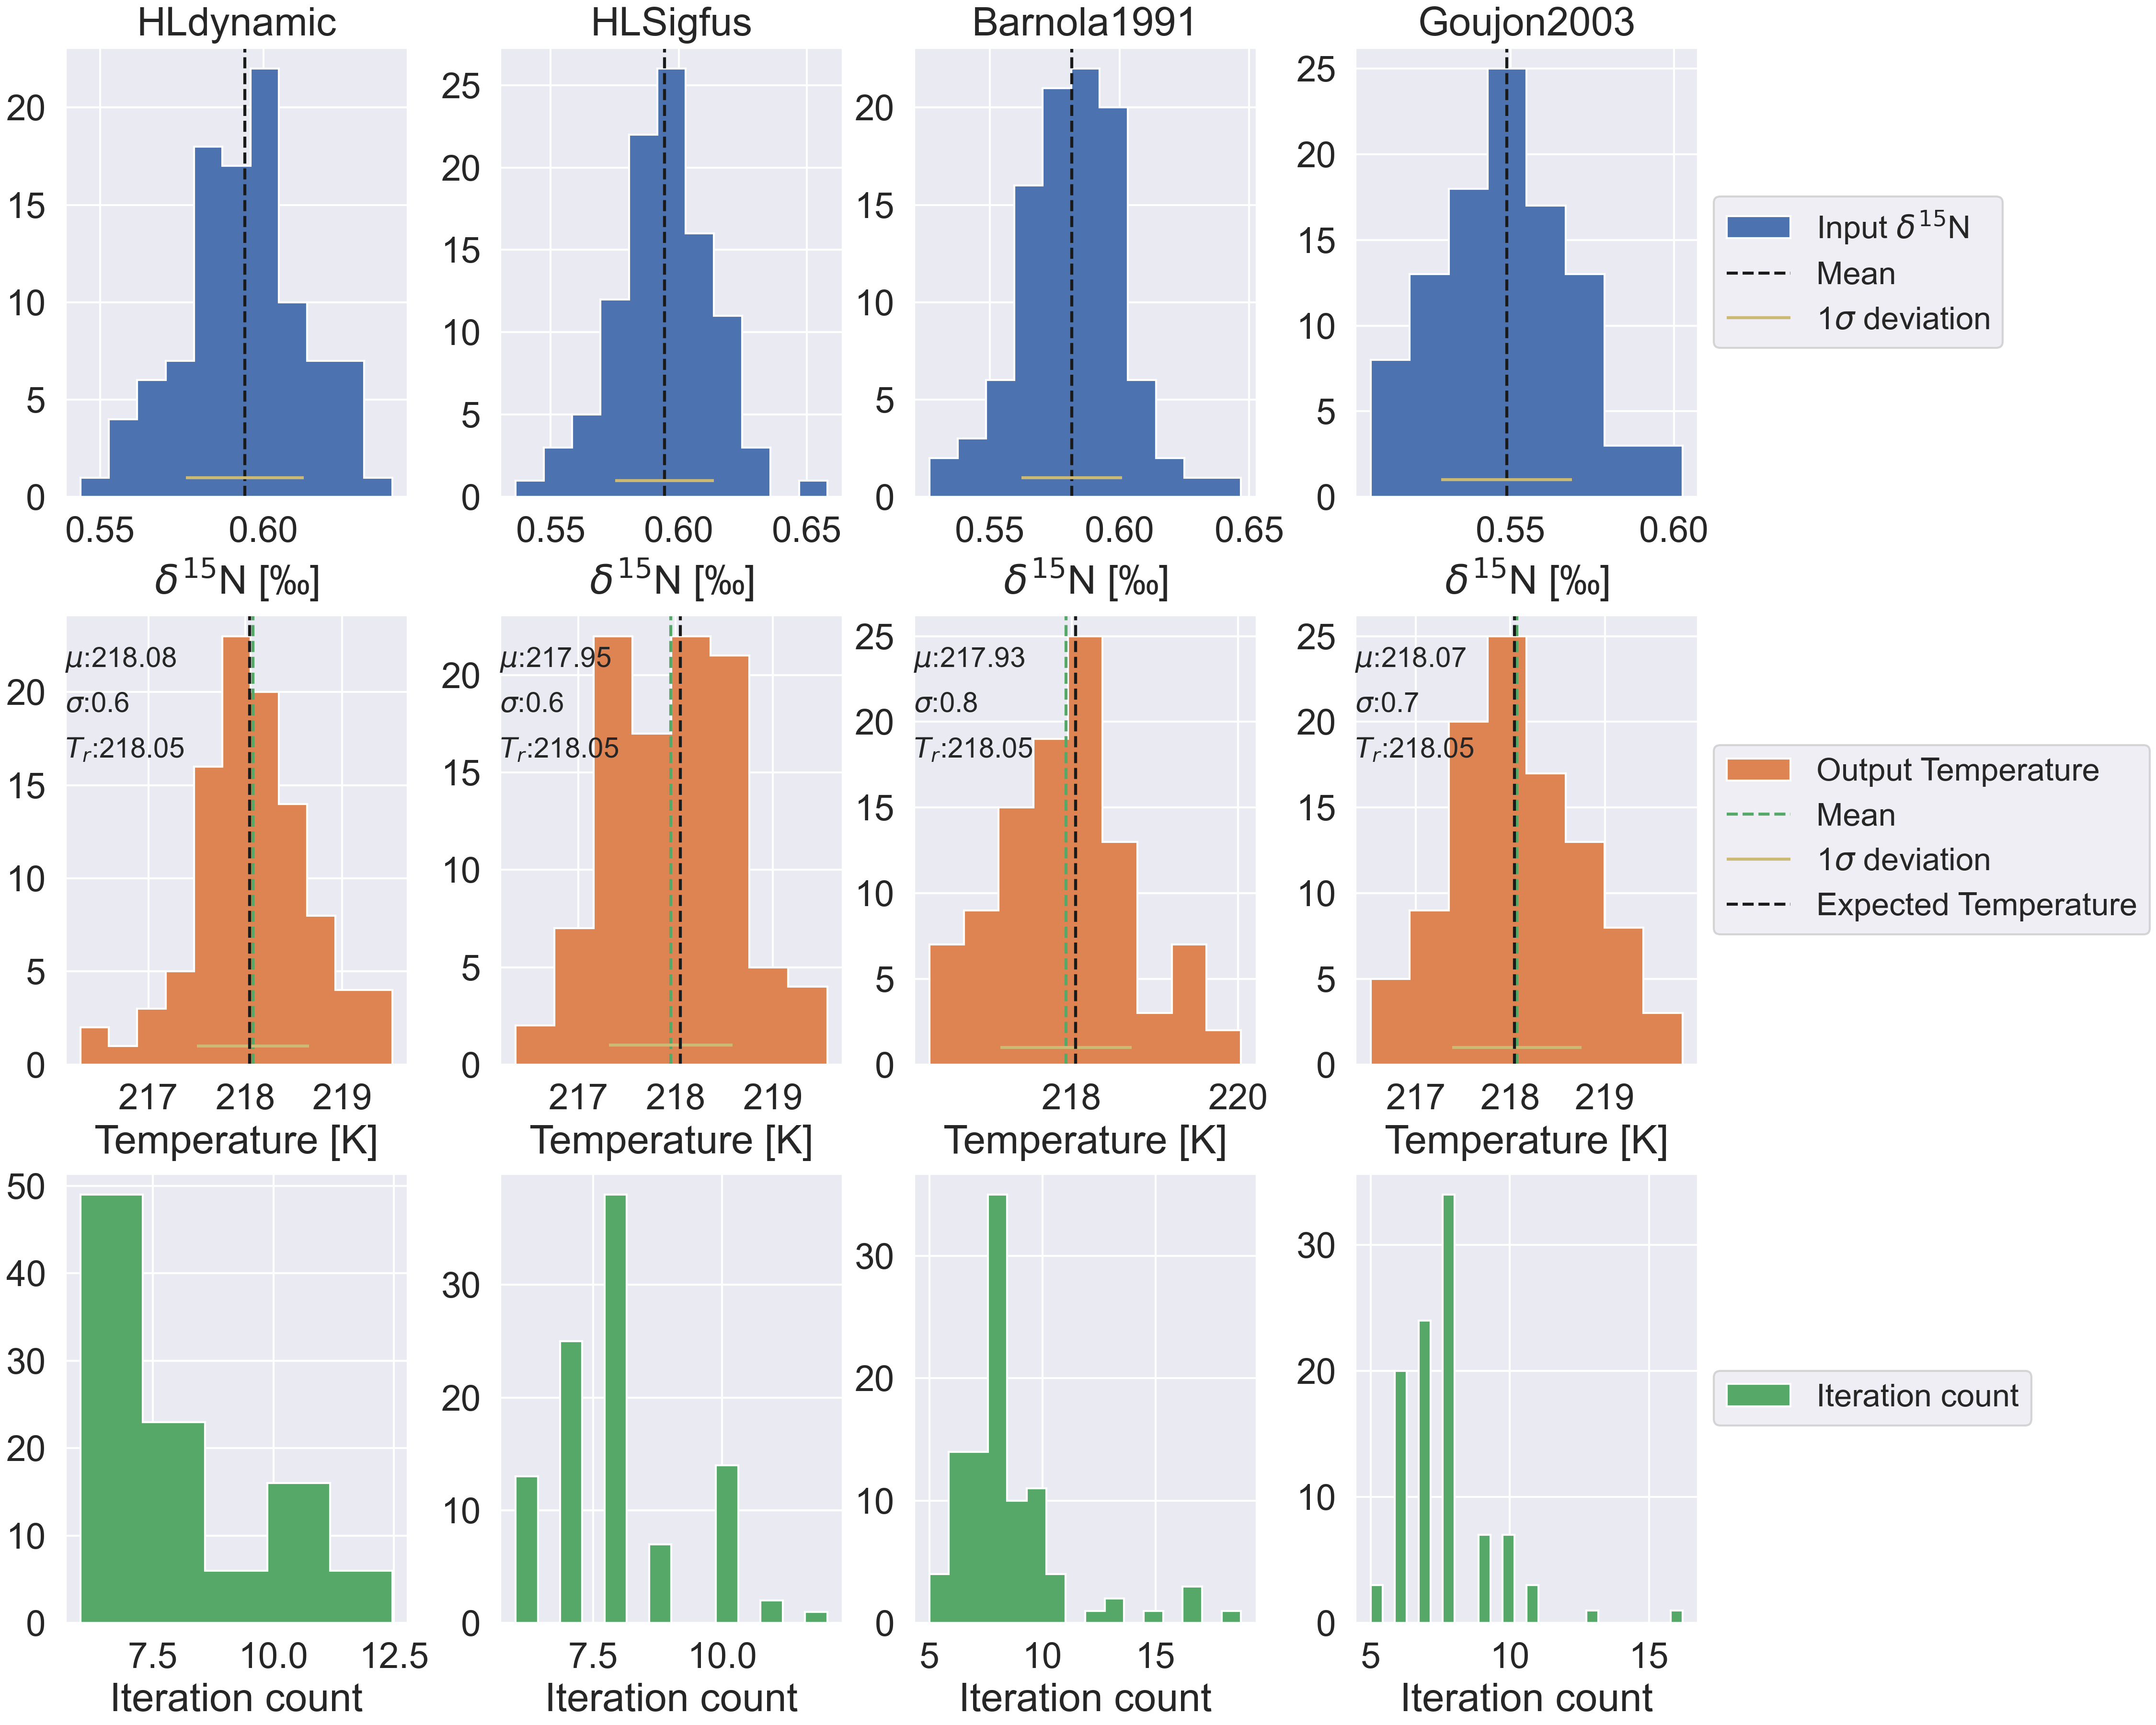 HLdynamic
HLSigfus
Barnola1991
Goujon2003
20
15
10
5
0
0.55
0.60
δ¹⁵N [‰]
25
20
15
10
5
0
0.55
0.60
0.65
δ¹⁵N [‰]
20
15
10
5
0
0.55
0.60
0.65
δ¹⁵N [‰]
25
20
15
10
5
0
0.55
0.60
δ¹⁵N [‰]
Input δ¹⁵N
Mean
1σ deviation
μ:218.08
σ:0.6
Tᵣ:218.05
20
15
10
5
0
217
218
219
Temperature [K]
μ:217.95
σ:0.6
Tᵣ:218.05
20
15
10
5
0
217
218
219
Temperature [K]
μ:217.93
σ:0.8
Tᵣ:218.05
25
20
15
10
5
0
218
220
Temperature [K]
μ:218.07
σ:0.7
Tᵣ:218.05
25
20
15
10
5
0
217
218
219
Temperature [K]
Output Temperature
Mean
1σ deviation
Expected Temperature
50
40
30
20
10
0
7.5
10.0
12.5
Iteration count
30
20
10
0
7.5
10.0
Iteration count
30
20
10
0
5
10
15
Iteration count
30
20
10
0
5
10
15
Iteration count
Iteration count